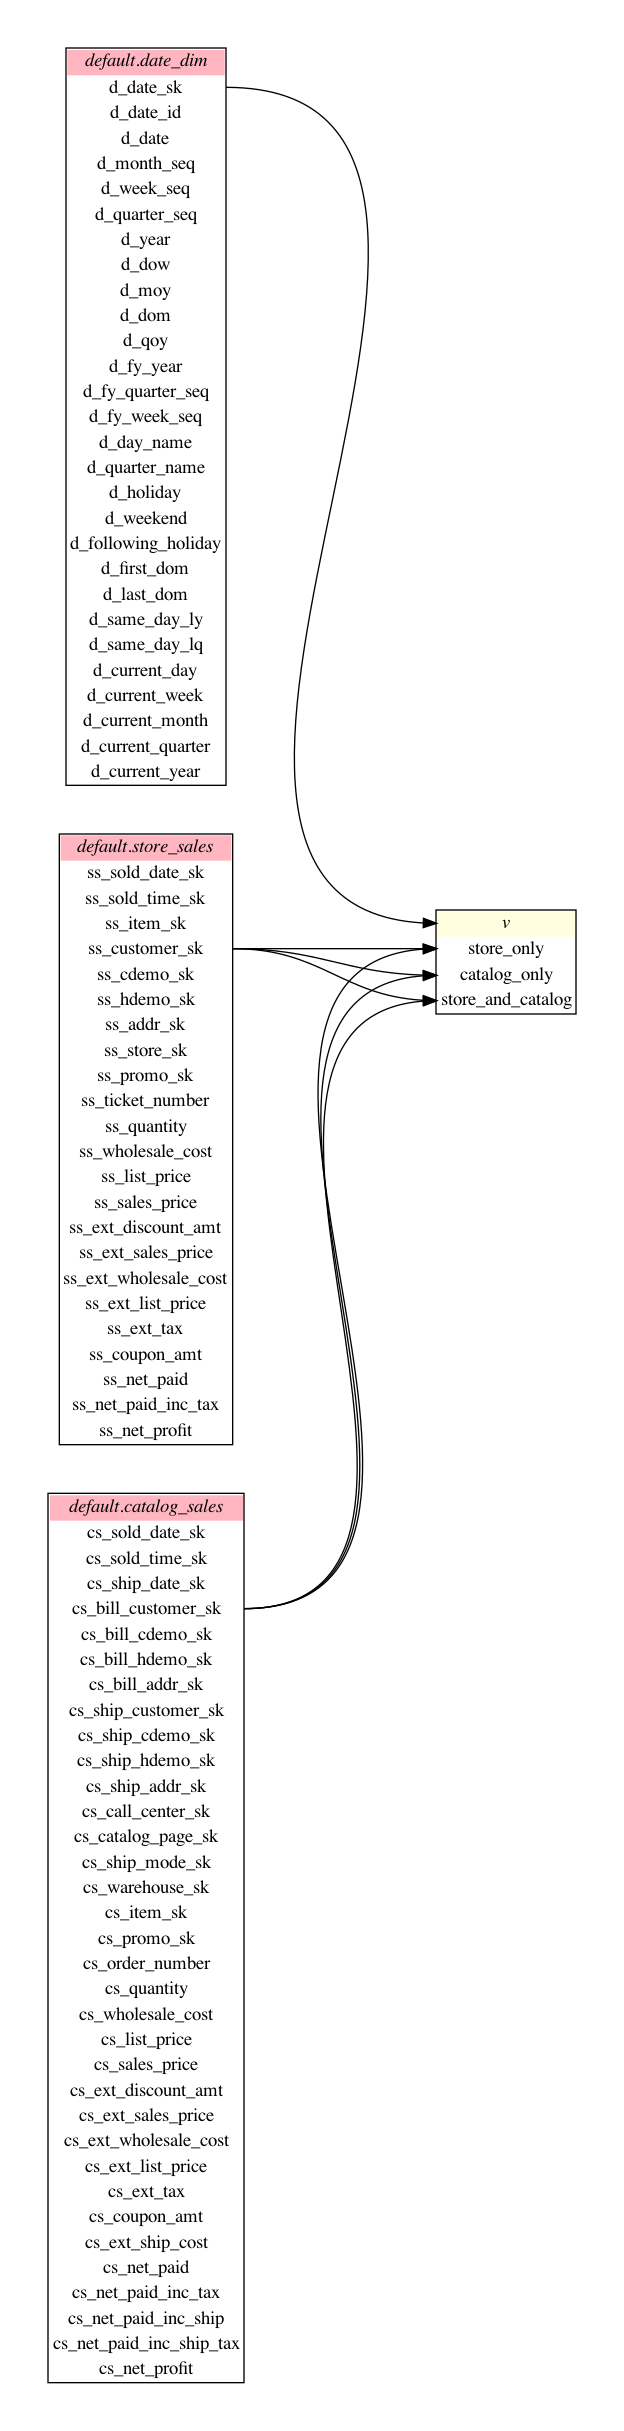 default.date_dim
d_date_sk
d_date_id
d_date
d_month_seq
d_week_seq
d_quarter_seq
d_year
d_dow
d_moy
d_dom
d_qoy
d_fy_year
d_fy_quarter_seq
d_fy_week_seq
d_day_name
d_quarter_name
d_holiday
d_weekend
d_following_holiday
d_first_dom
d_last_dom
d_same_day_ly
d_same_day_lq
d_current_day
d_current_week
d_current_month
d_current_quarter
d_current_year
default.store_sales
ss_sold_date_sk
ss_sold_time_sk
ss_item_sk
ss_customer_sk
ss_cdemo_sk
ss_hdemo_sk
ss_addr_sk
ss_store_sk
ss_promo_sk
ss_ticket_number
ss_quantity
ss_wholesale_cost
ss_list_price
ss_sales_price
ss_ext_discount_amt
ss_ext_sales_price
ss_ext_wholesale_cost
ss_ext_list_price
ss_ext_tax
ss_coupon_amt
ss_net_paid
ss_net_paid_inc_tax
ss_net_profit
v
store_only
catalog_only
store_and_catalog
default.catalog_sales
cs_sold_date_sk
cs_sold_time_sk
cs_ship_date_sk
cs_bill_customer_sk
cs_bill_cdemo_sk
cs_bill_hdemo_sk
cs_bill_addr_sk
cs_ship_customer_sk
cs_ship_cdemo_sk
cs_ship_hdemo_sk
cs_ship_addr_sk
cs_call_center_sk
cs_catalog_page_sk
cs_ship_mode_sk
cs_warehouse_sk
cs_item_sk
cs_promo_sk
cs_order_number
cs_quantity
cs_wholesale_cost
cs_list_price
cs_sales_price
cs_ext_discount_amt
cs_ext_sales_price
cs_ext_wholesale_cost
cs_ext_list_price
cs_ext_tax
cs_coupon_amt
cs_ext_ship_cost
cs_net_paid
cs_net_paid_inc_tax
cs_net_paid_inc_ship
cs_net_paid_inc_ship_tax
cs_net_profit